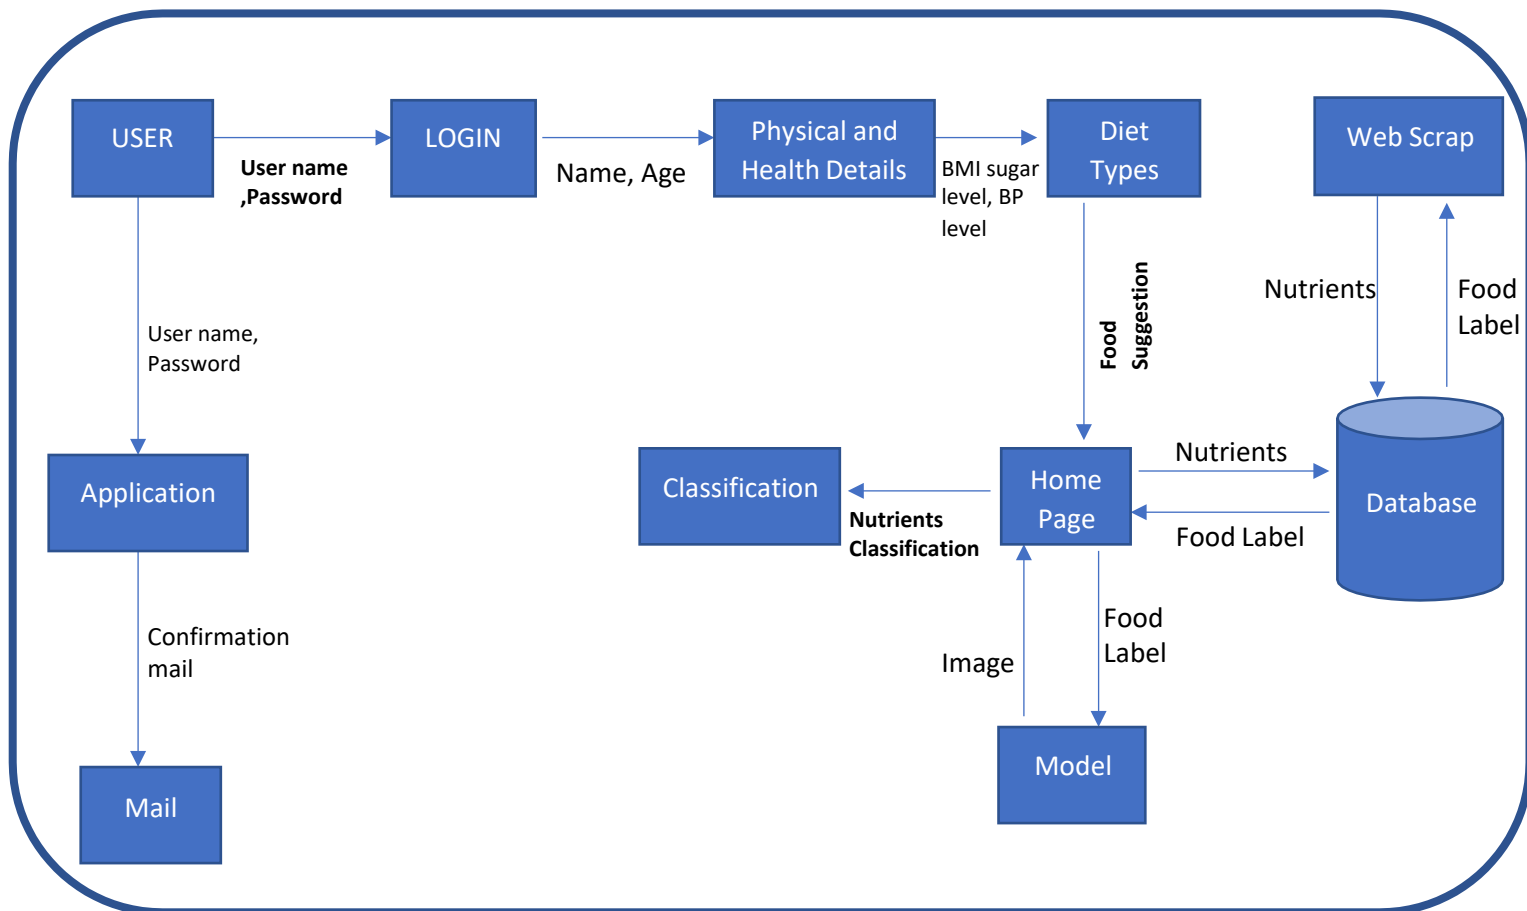 USER
User name
,Password
LOGIN
Name, Age
Physical and
Health Details
BMI sugar
level, BP
level
Diet
Types
Web Scrap
Nutrients
Food
Label
Food
Suggestion
User name,
Password
Application
Classification
Nutrients
Classification
Home
Page
Nutrients
Food Label
Database
Confirmation
mail
Image
Food
Label
Mail
Model